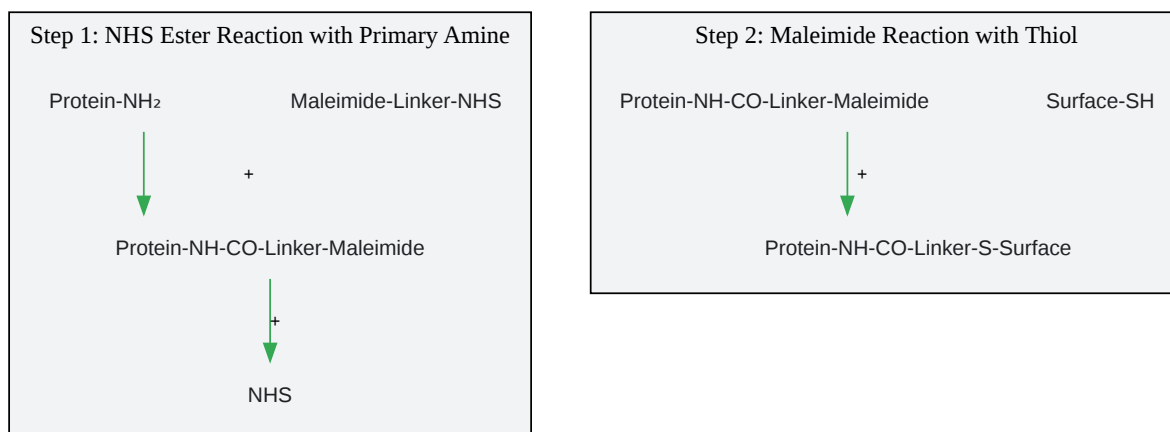 Step 1: NHS Ester Reaction with Primary Amine
Protein-NH₂ Maleimide-Linker-NHS
+
Protein-NH-CO-Linker-Maleimide
+
NHS
Step 2: Maleimide Reaction with Thiol
Protein-NH-CO-Linker-Maleimide Surface-SH
+
Protein-NH-CO-Linker-S-Surface